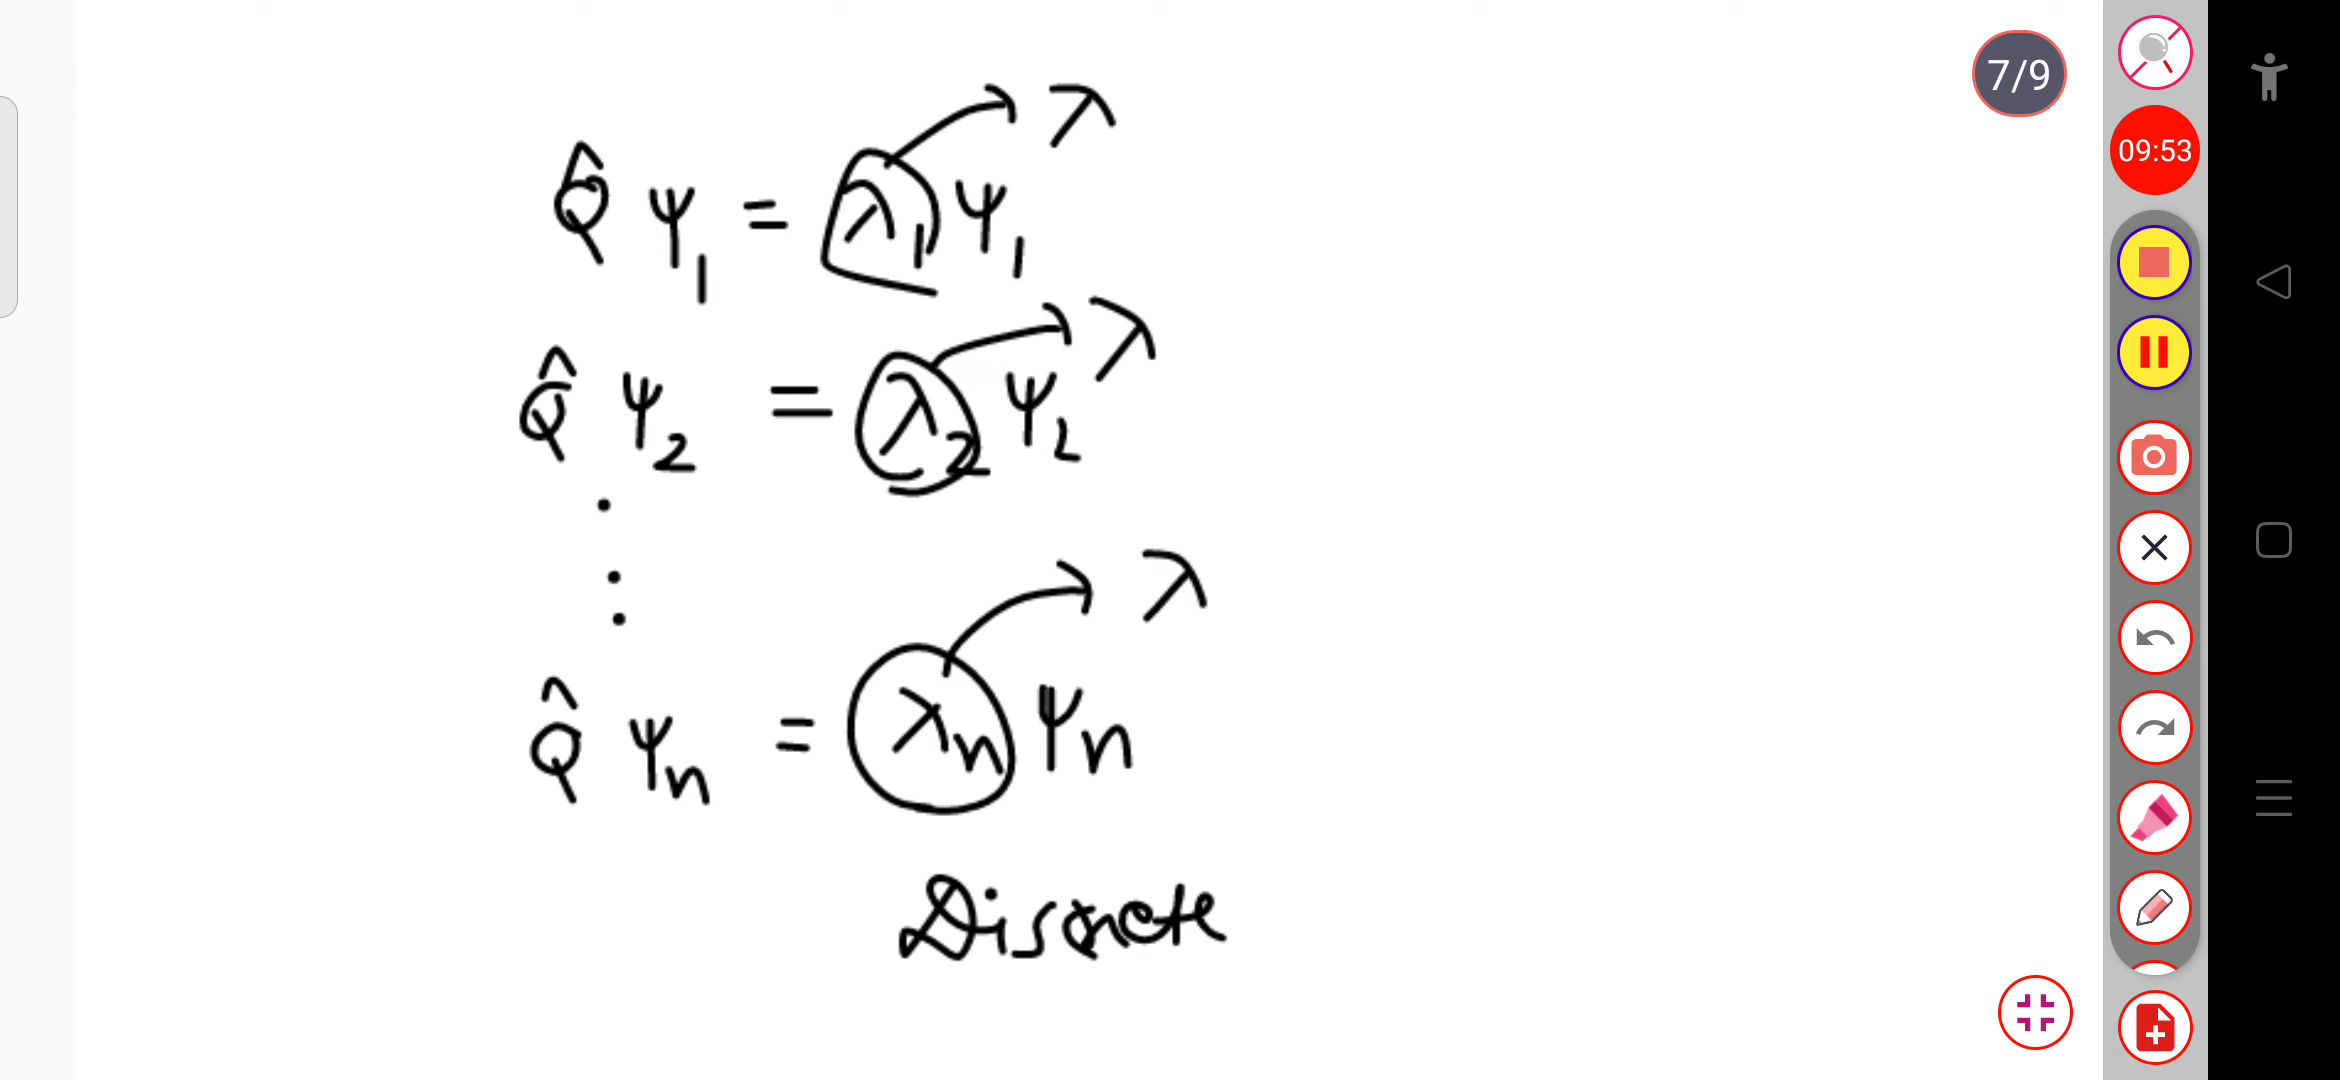 7/9
09:53
→ λ
Q̂ ψ₁ = λ₁ ψ₁
→ λ
Q̂ ψ₂ = λ₂ ψ₂
.
:
→ λ
Q̂ ψₙ = λₙ ψₙ
Discrete